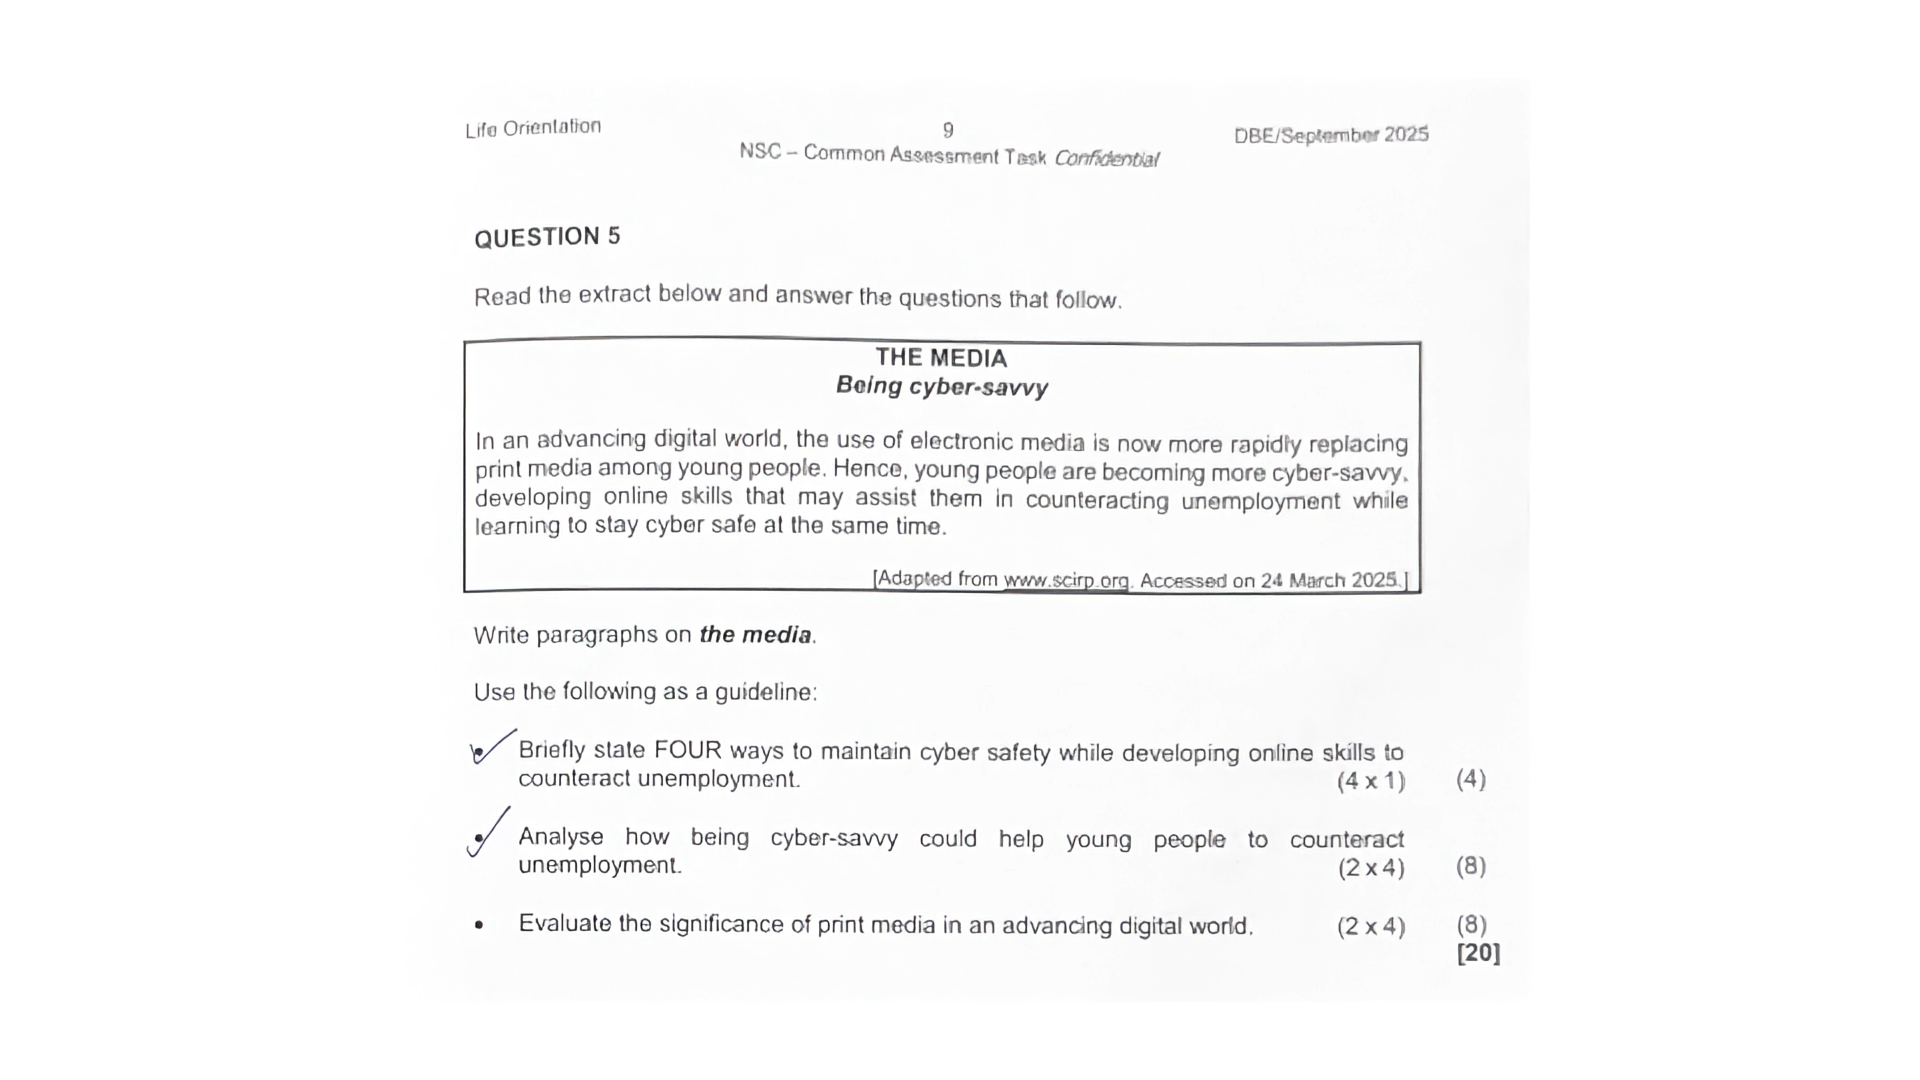 Life Orientation
9
DBE/September 2025
NSC – Common Assessment Task Confidential
QUESTION 5
Read the extract below and answer the questions that follow.
THE MEDIA
Being cyber-savvy
In an advancing digital world, the use of electronic media is now more rapidly replacing
print media among young people. Hence, young people are becoming more cyber-savvy,
developing online skills that may assist them in counteracting unemployment while
learning to stay cyber safe at the same time.
[Adapted from www.scirp.org. Accessed on 24 March 2025.]
Write paragraphs on the media.
Use the following as a guideline:
• Briefly state FOUR ways to maintain cyber safety while developing online skills to
counteract unemployment. (4 x 1) (4)
• Analyse how being cyber-savvy could help young people to counteract
unemployment. (2 x 4) (8)
• Evaluate the significance of print media in an advancing digital world. (2 x 4) (8)
[20]